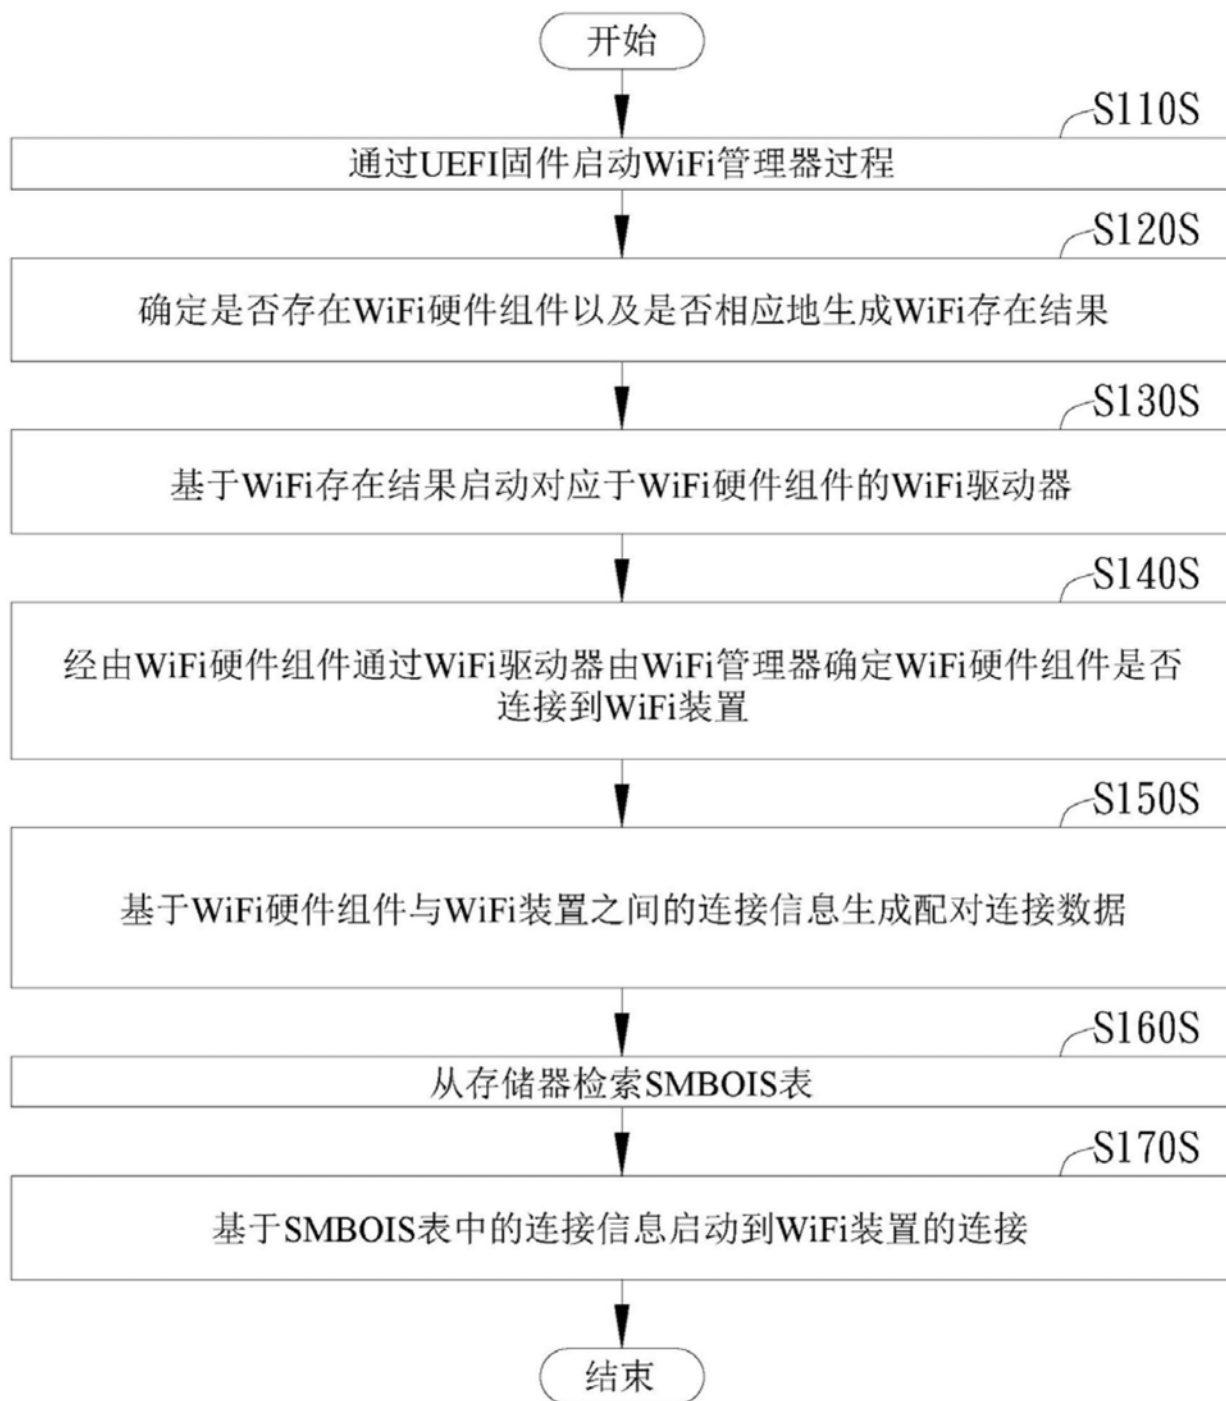 开始
S110S
通过UEFI固件启动WiFi管理器过程
S120S
确定是否存在WiFi硬件组件以及是否相应地生成WiFi存在结果
S130S
基于WiFi存在结果启动对应于WiFi硬件组件的WiFi驱动器
S140S
经由WiFi硬件组件通过WiFi驱动器由WiFi管理器确定WiFi硬件组件是否
连接到WiFi装置
S150S
基于WiFi硬件组件与WiFi装置之间的连接信息生成配对连接数据
S160S
从存储器检索SMBOIS表
S170S
基于SMBOIS表中的连接信息启动到WiFi装置的连接
结束